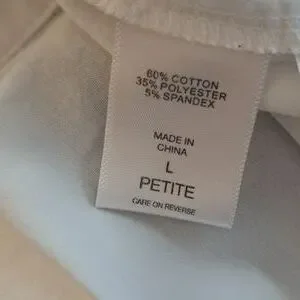 60% COTTON
35% POLYESTER
5% SPANDEX
MADE IN
CHINA
L
PETITE
CARE ON REVERSE